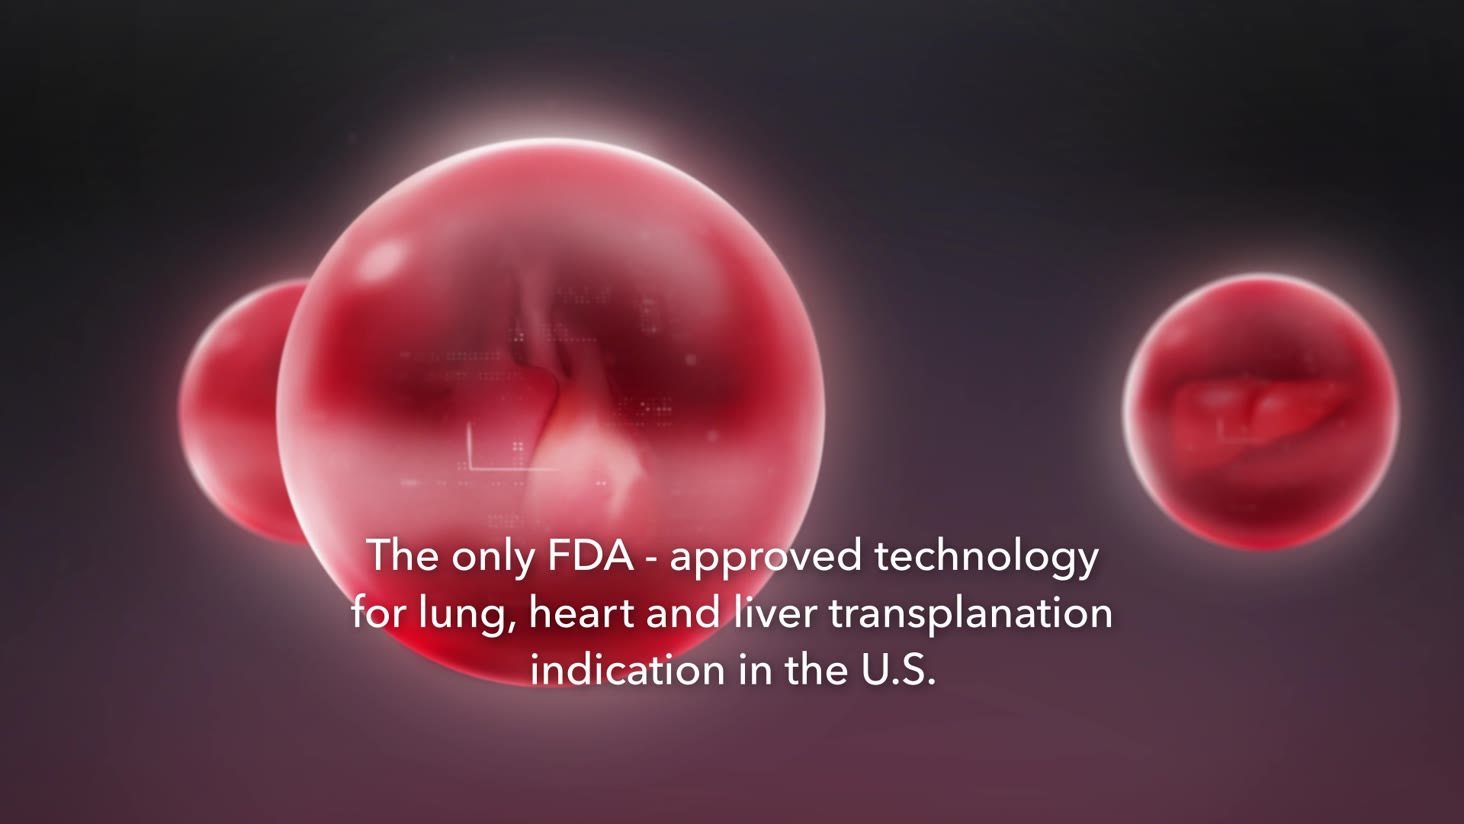 The only FDA - approved technology
for lung, heart and liver transplanation
indication in the U.S.